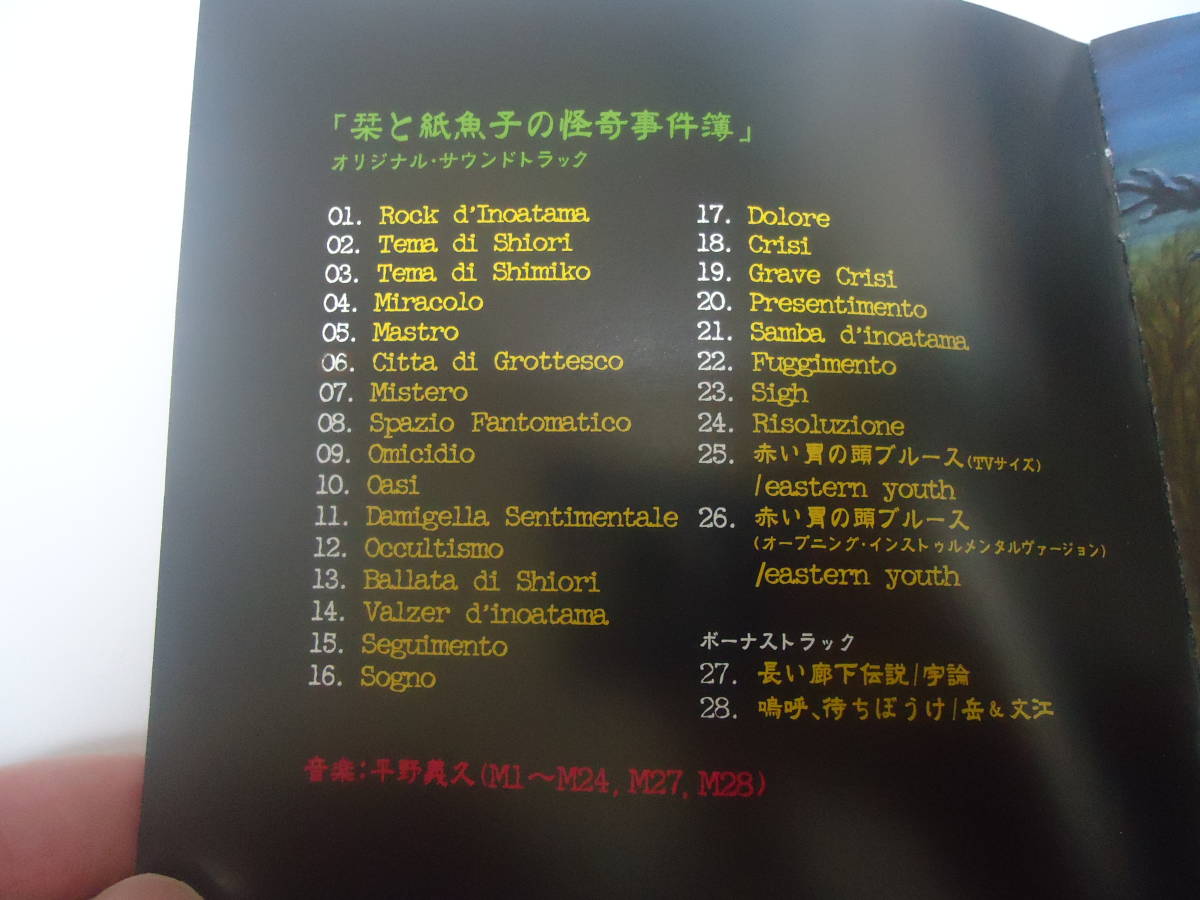 「栞と紙魚子の怪奇事件簿」
オリジナル・サウンドトラック
01. Rock d'Inoatama
02. Tema di Shiori
03. Tema di Shimiko
04. Miracolo
05. Mastro
06. Citta di Grottesco
07. Mistero
08. Spazio Fantomatico
09. Omicidio
10. Oasi
11. Damigella Sentimentale
12. Occultismo
13. Ballata di Shiori
14. Valzer d'inoatama
15. Seguimento
16. Sogno
17. Dolore
18. Crisi
19. Grave Crisi
20. Presentimento
21. Samba d'inoatama
22. Fuggimento
23. Sigh
24. Risoluzione
25. 赤い胃の頭ブルース(TVサイズ)
/eastern youth
26. 赤い胃の頭ブルース
(オープニング・インストゥルメンタルヴァージョン)
/eastern youth
ボーナストラック
27. 長い廊下伝説/宇論
28. 嗚呼、待ちぼうけ/岳&文江
音楽:平野義久(M1〜M24, M27, M28)